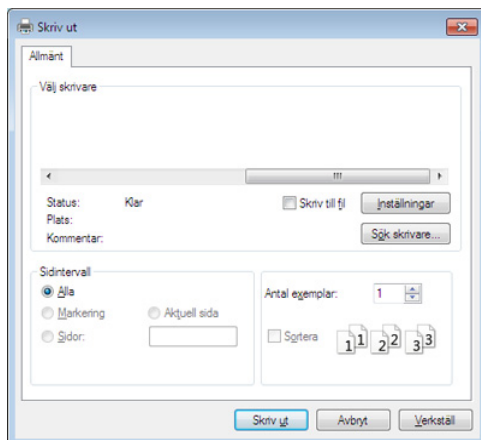 Skriv ut
Allmänt
Välj skrivare
Status: Klar
Skriv till fil
Inställningar
Plats:
Kommentar:
Sök skrivare...
Sidintervall
Alla
Markering
Aktuell sida
Sidor:
Antal exemplar: 1
Sortera
1 1 2 2 3 3
Skriv ut
Avbryt
Verkställ